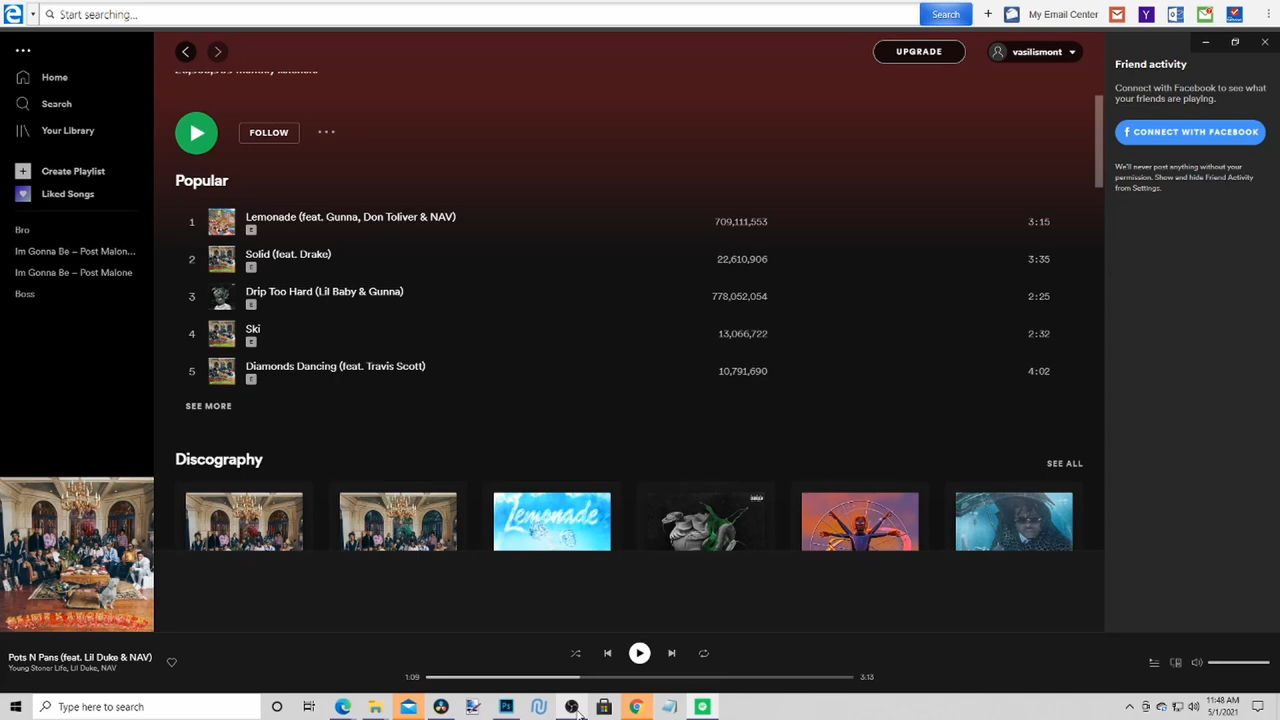 Start searching...
Search
My Email Center
UPGRADE
vasilismont
Home
Search
Your Library
Create Playlist
Liked Songs
Bro
Im Gonna Be – Post Malon...
Im Gonna Be – Post Malone
Boss
monthly listeners
FOLLOW
Popular
1 Lemonade (feat. Gunna, Don Toliver & NAV) 709,111,553 3:15
E
2 Solid (feat. Drake) 22,610,906 3:35
E
3 Drip Too Hard (Lil Baby & Gunna) 778,052,054 2:25
E
4 Ski 13,066,722 2:32
E
5 Diamonds Dancing (feat. Travis Scott) 10,791,690 4:02
E
SEE MORE
Discography
SEE ALL
Lemonade
Friend activity
Connect with Facebook to see what
your friends are playing.
f CONNECT WITH FACEBOOK
We'll never post anything without your
permission. Show and hide Friend Activity
from Settings.
Pots N Pans (feat. Lil Duke & NAV)
Young Stoner Life, Lil Duke, NAV
1:09
3:13
Type here to search
Ps
11:48 AM
5/1/2021